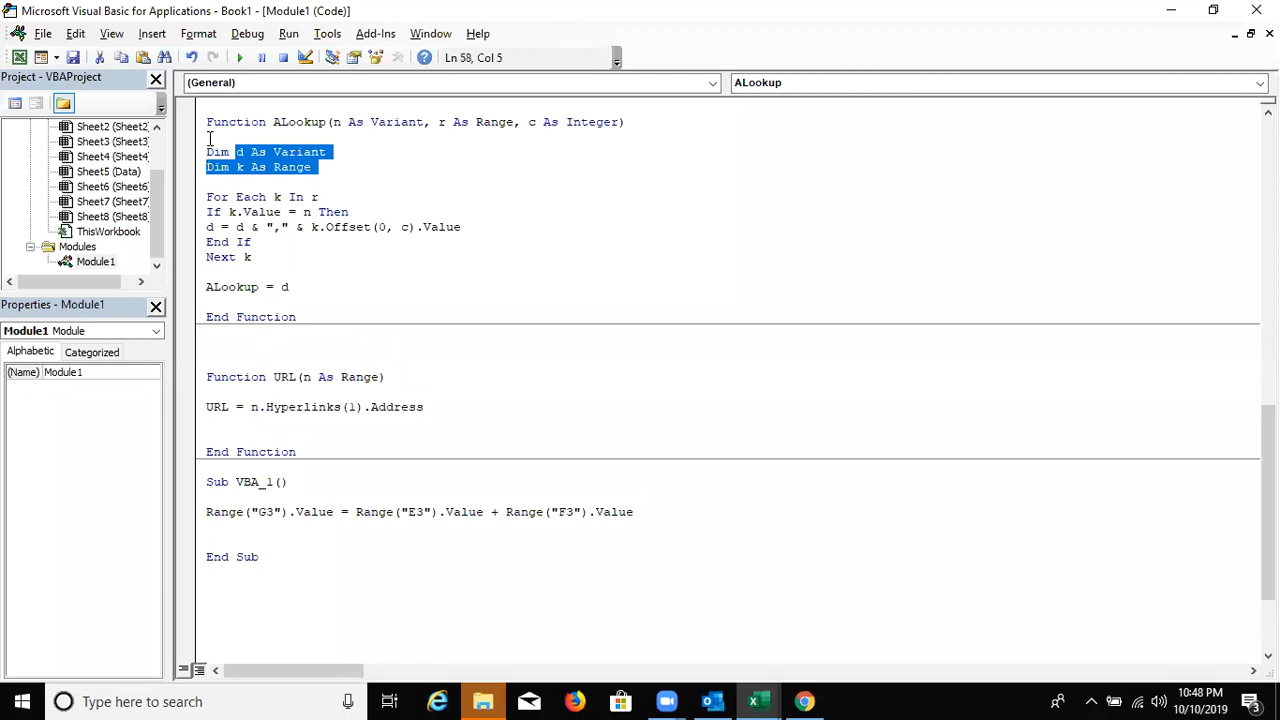 Microsoft Visual Basic for Applications - Book1 - [Module1 (Code)]
File Edit View Insert Format Debug Run Tools Add-Ins Window Help
Ln 58, Col 5
Project - VBAProject
(General)
ALookup
Sheet2 (Sheet2)
Sheet3 (Sheet3)
Sheet4 (Sheet4)
Sheet5 (Data)
Sheet6 (Sheet6)
Sheet7 (Sheet7)
Sheet8 (Sheet8)
ThisWorkbook
Modules
Module1
Properties - Module1
Module1 Module
Alphabetic Categorized
(Name) Module1
Function ALookup(n As Variant, r As Range, c As Integer)
Dim d As Variant
Dim k As Range
For Each k In r
If k.Value = n Then
d = d & "," & k.Offset(0, c).Value
End If
Next k
ALookup = d
End Function
Function URL(n As Range)
URL = n.Hyperlinks(1).Address
End Function
Sub VBA_1()
Range("G3").Value = Range("E3").Value + Range("F3").Value
End Sub
Type here to search
10:48 PM
10/10/2019
3